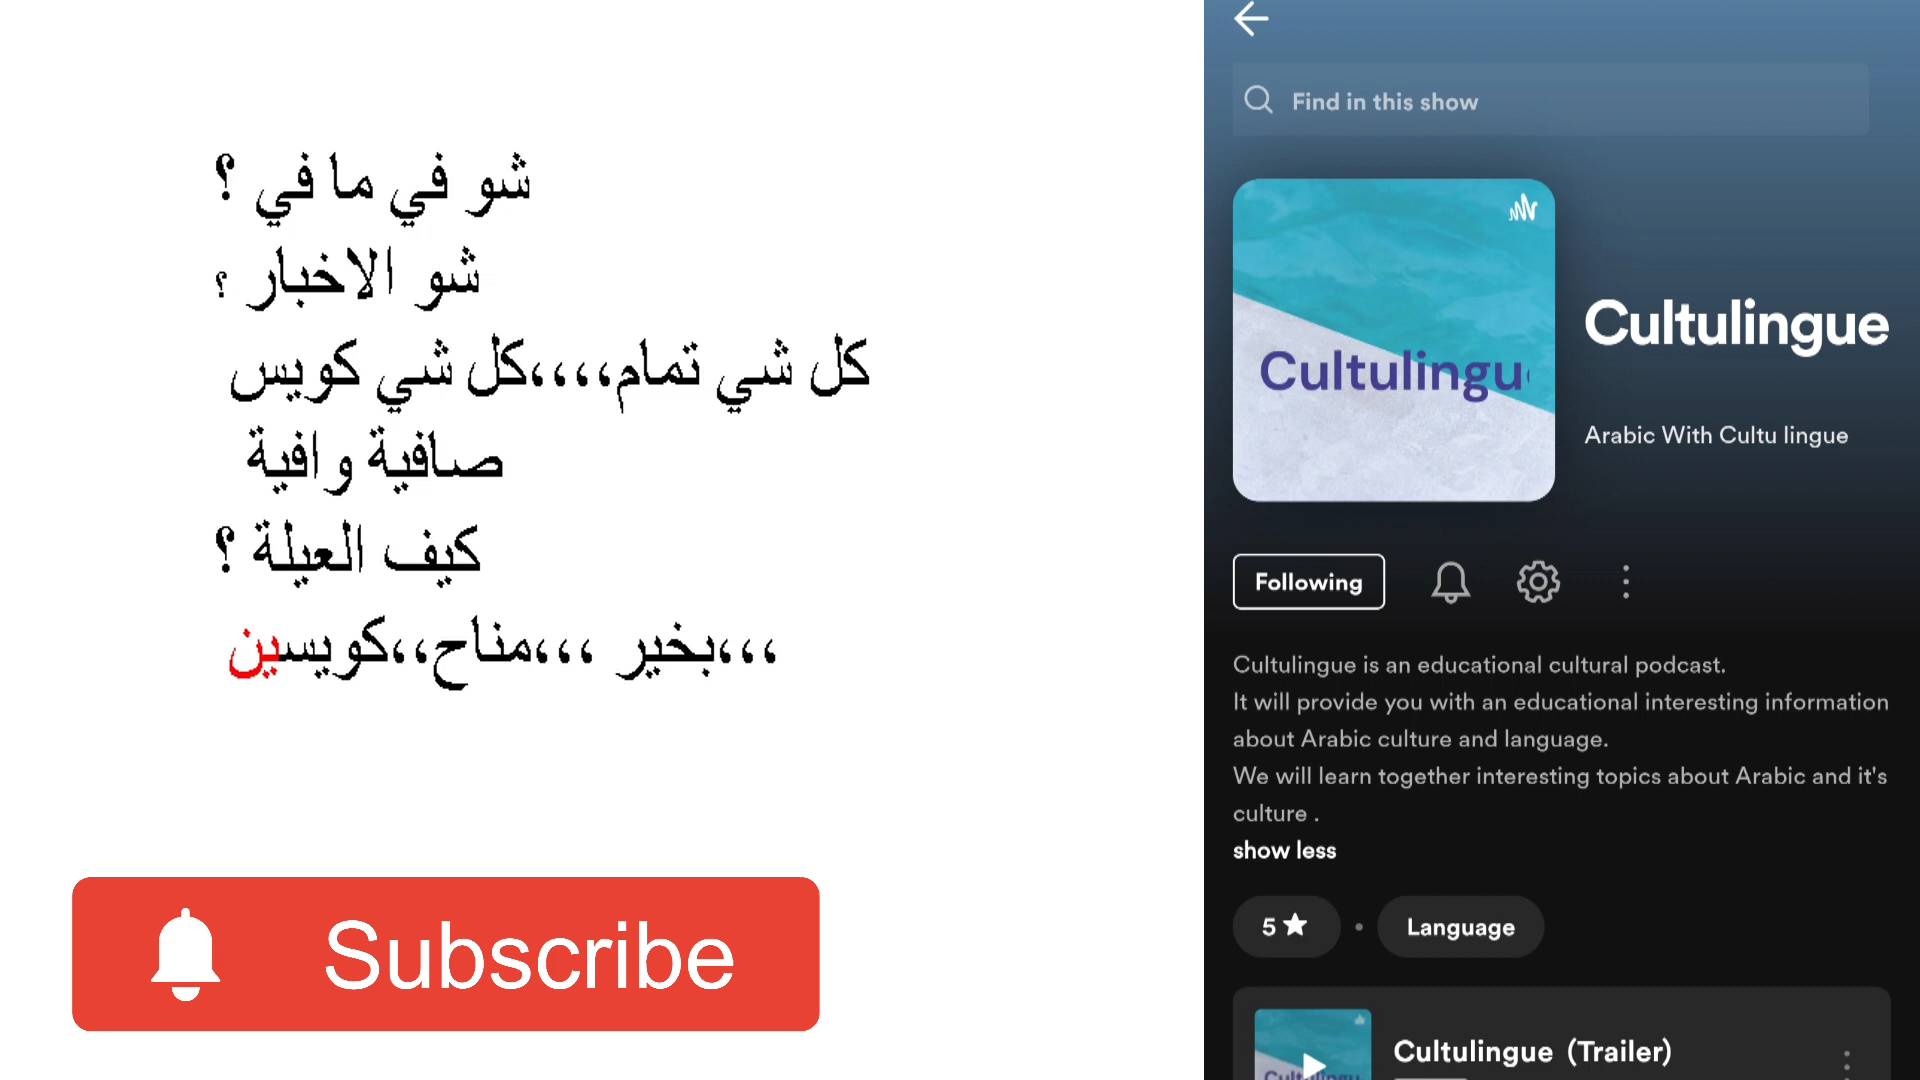 شو في ما في ؟
شو الاخبار ؟
كل شي تمام،،،،كل شي كويس
صافية وافية
كيف العيلة ؟
،،،بخير ،،،مناح،،كويسين
Subscribe
Find in this show
Cultulingu
Cultulingue
Arabic With Cultu lingue
Following
Cultulingue is an educational cultural podcast.
It will provide you with an educational interesting information
about Arabic culture and language.
We will learn together interesting topics about Arabic and it's
culture .
show less
5 • Language
Cultulingue (Trailer)